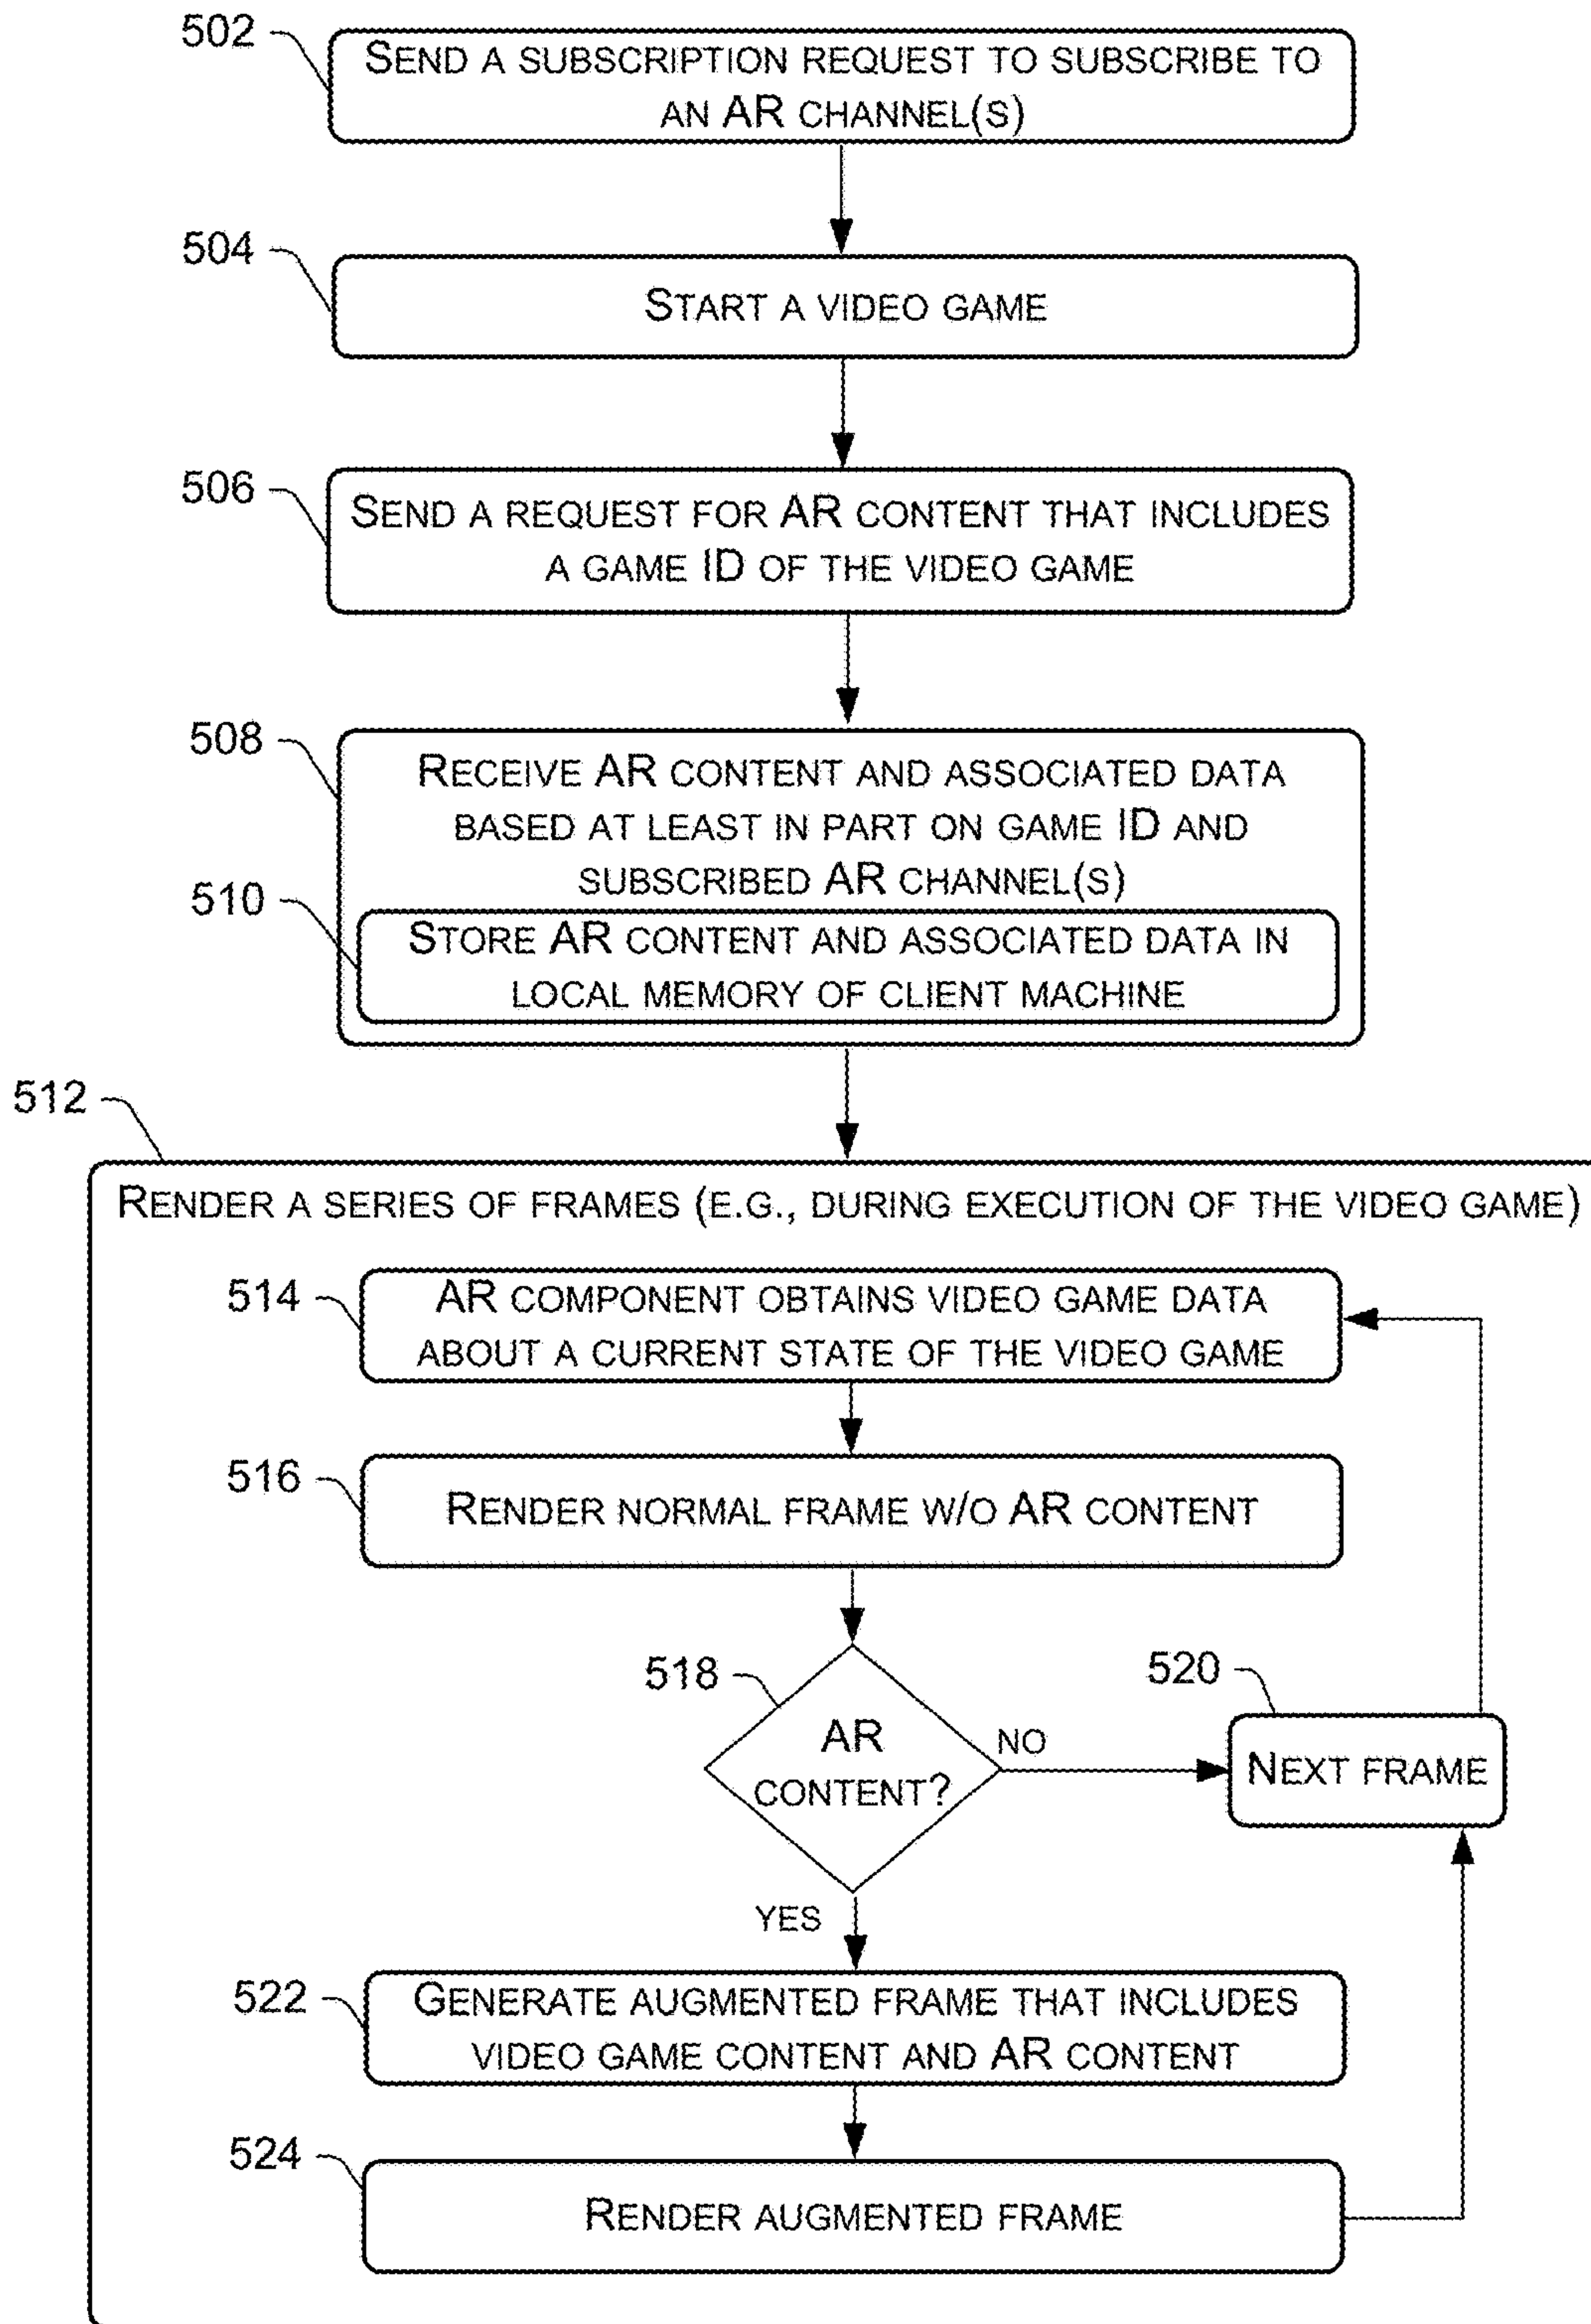 502
SEND A SUBSCRIPTION REQUEST TO SUBSCRIBE TO
AN AR CHANNEL(S)
504
START A VIDEO GAME
506
SEND A REQUEST FOR AR CONTENT THAT INCLUDES
A GAME ID OF THE VIDEO GAME
508
RECEIVE AR CONTENT AND ASSOCIATED DATA
BASED AT LEAST IN PART ON GAME ID AND
SUBSCRIBED AR CHANNEL(S)
510
STORE AR CONTENT AND ASSOCIATED DATA IN
LOCAL MEMORY OF CLIENT MACHINE
512
RENDER A SERIES OF FRAMES (E.G., DURING EXECUTION OF THE VIDEO GAME)
514
AR COMPONENT OBTAINS VIDEO GAME DATA
ABOUT A CURRENT STATE OF THE VIDEO GAME
516
RENDER NORMAL FRAME W/O AR CONTENT
518
AR
CONTENT?
NO
520
NEXT FRAME
YES
522
GENERATE AUGMENTED FRAME THAT INCLUDES
VIDEO GAME CONTENT AND AR CONTENT
524
RENDER AUGMENTED FRAME